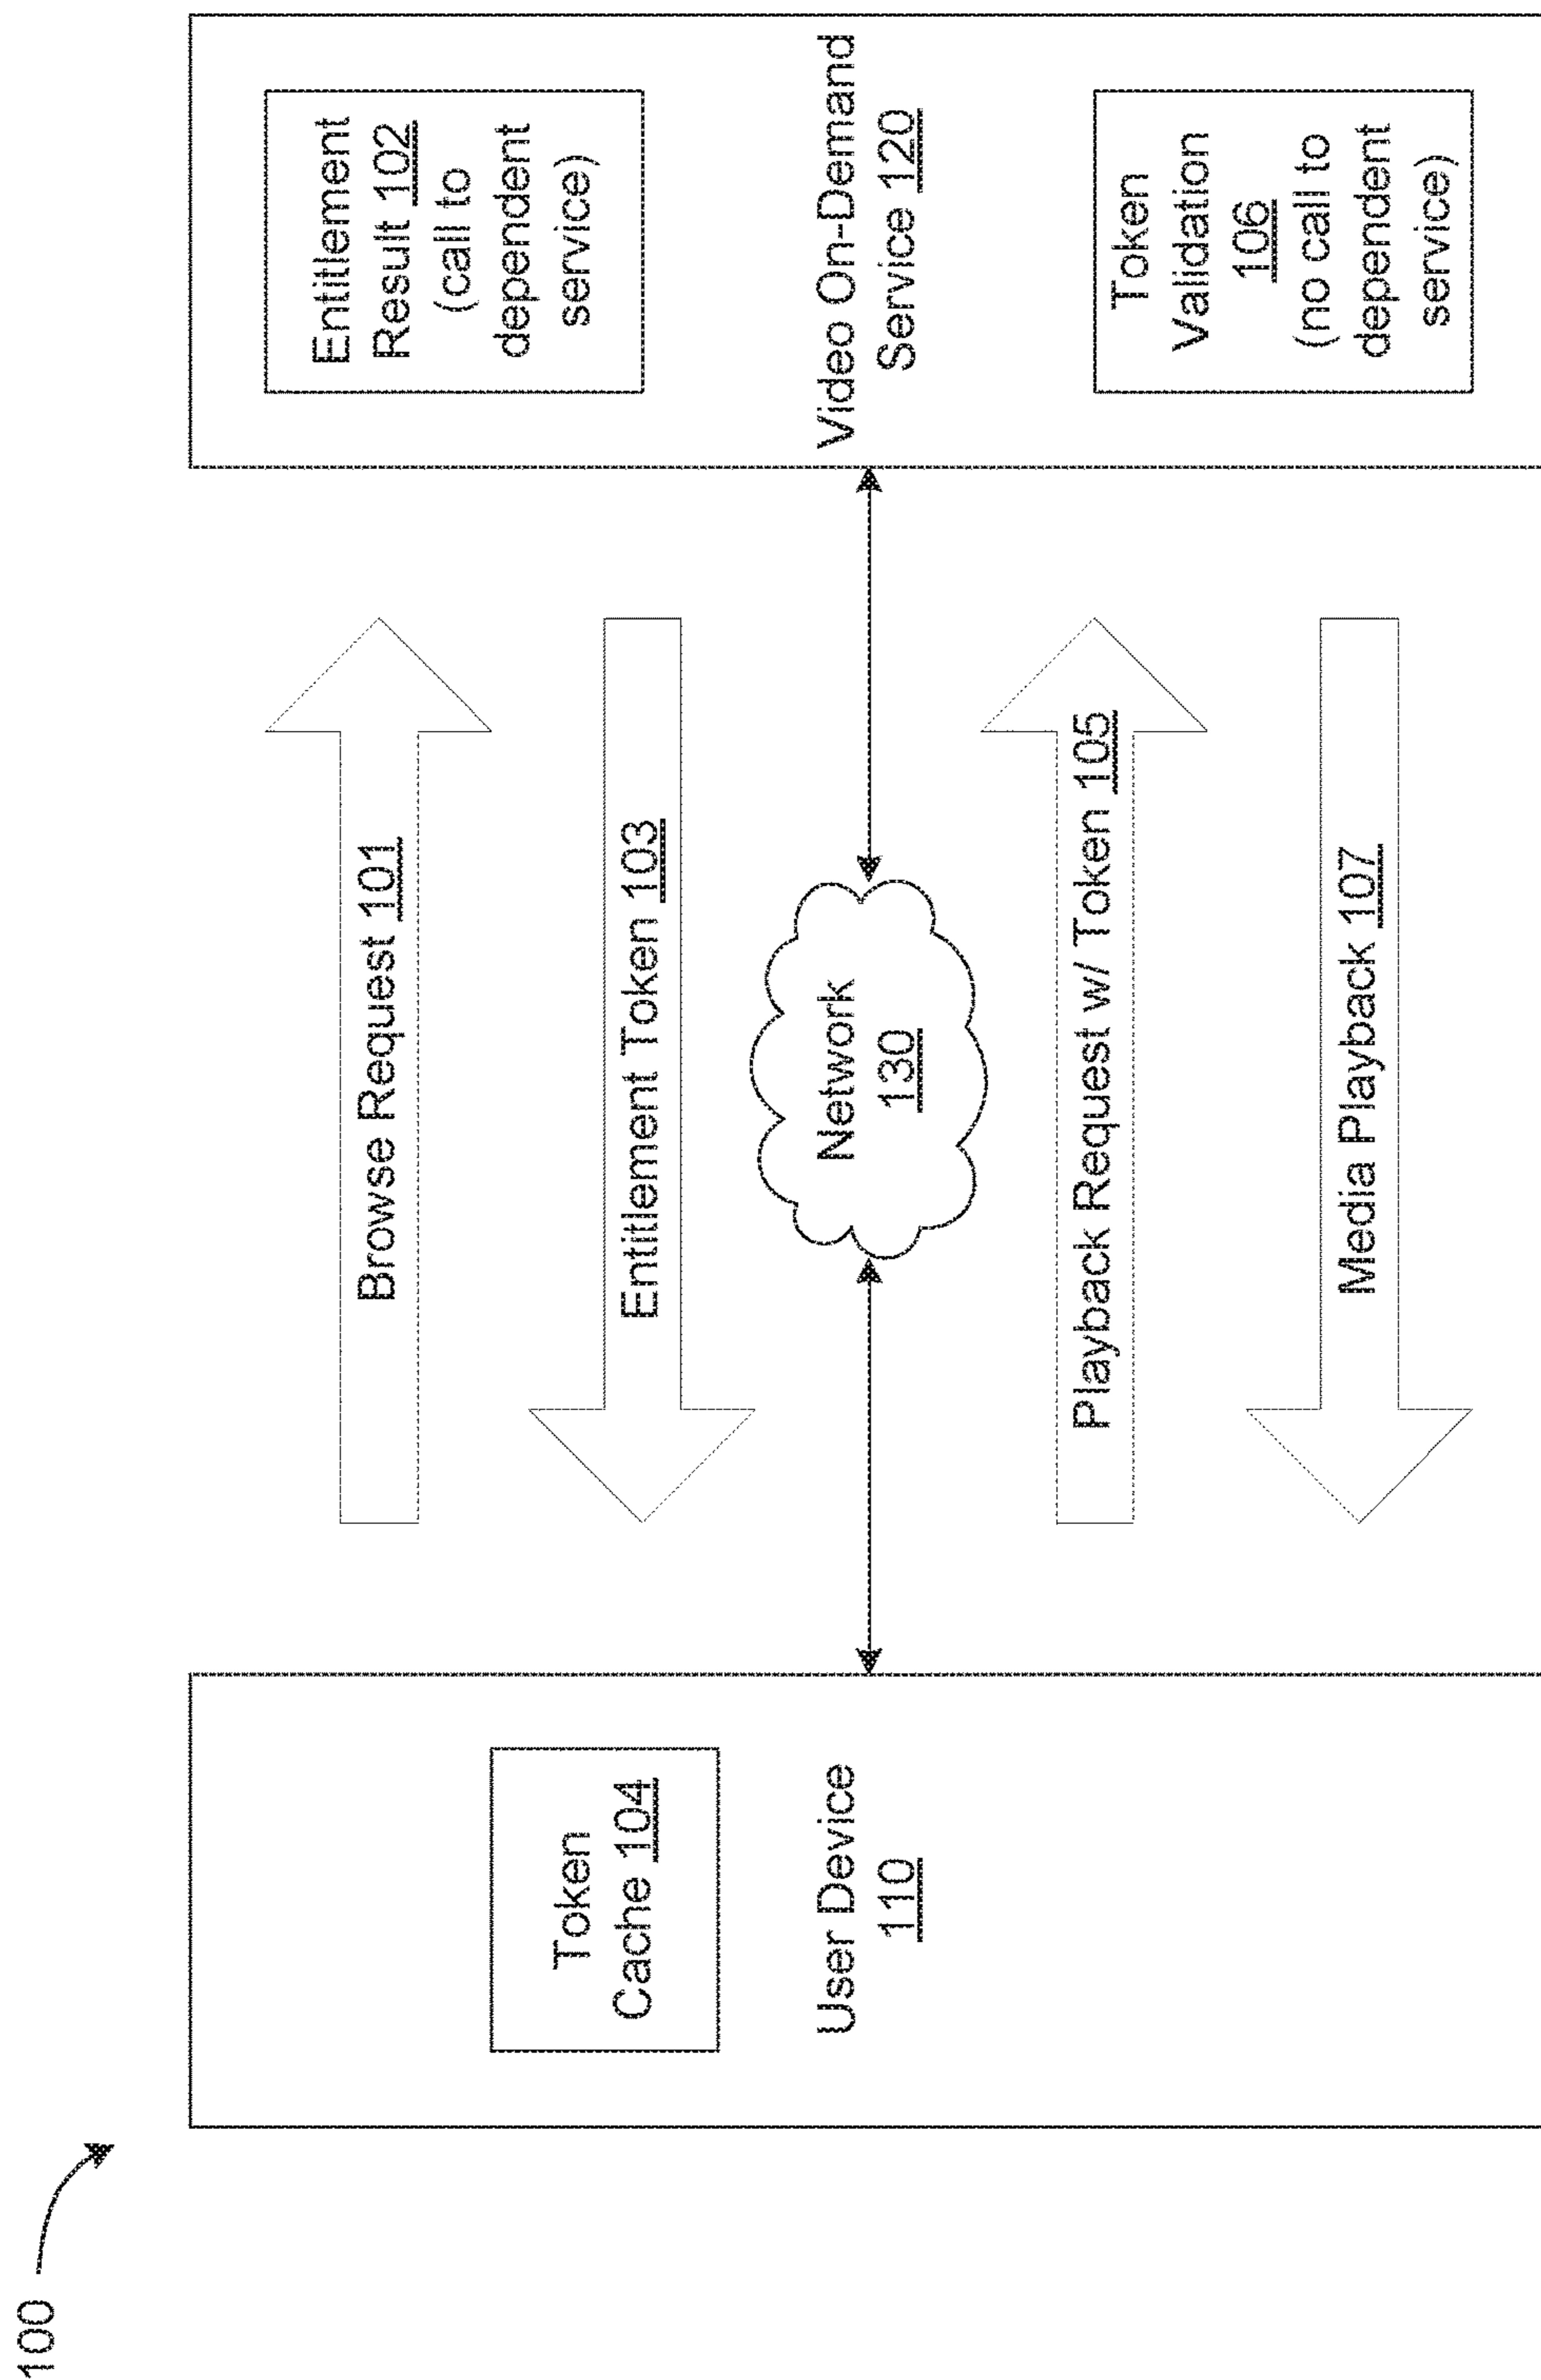 100
Token
Cache 104
User Device
110
Browse Request 101
Entitlement Token 103
Network
130
Playback Request w/ Token 105
Media Playback 107
Entitlement
Result 102
(call to
dependent
service)
Video On-Demand
Service 120
Token
Validation
106
(no call to
dependent
service)